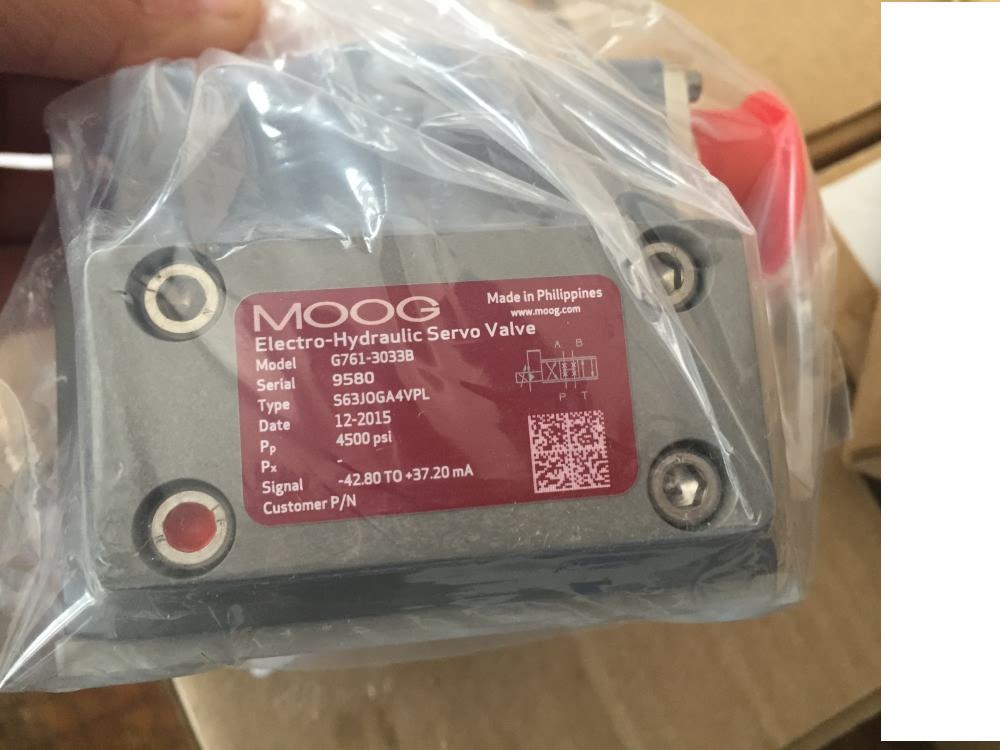 MOOG
Made in Philippines
www.moog.com
Electro-Hydraulic Servo Valve
Model G761-3033B
Serial 9580
Type S63JOGA4VPL
Date 12-2015
Pp 4500 psi
Px -
Signal -42.80 TO +37.20 mA
Customer P/N
A B
P T